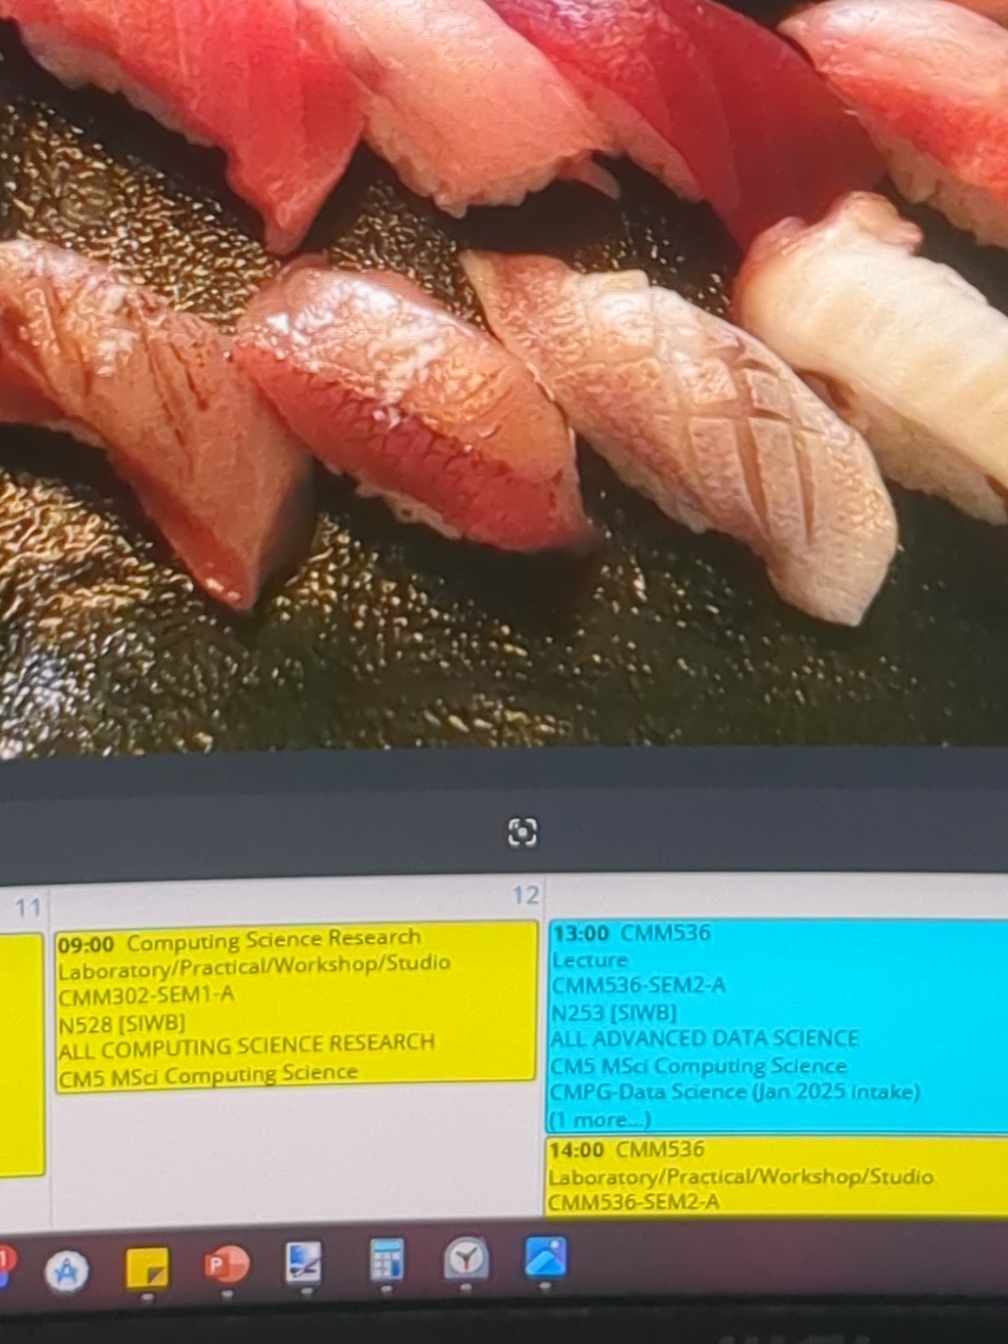 11
12
09:00 Computing Science Research
Laboratory/Practical/Workshop/Studio
CMM302-SEM1-A
N528 [SIWB]
ALL COMPUTING SCIENCE RESEARCH
CM5 MSci Computing Science
13:00 CMM536
Lecture
CMM536-SEM2-A
N253 [SIWB]
ALL ADVANCED DATA SCIENCE
CM5 MSci Computing Science
CMPG-Data Science (Jan 2025 intake)
(1 more...)
14:00 CMM536
Laboratory/Practical/Workshop/Studio
CMM536-SEM2-A
1
P